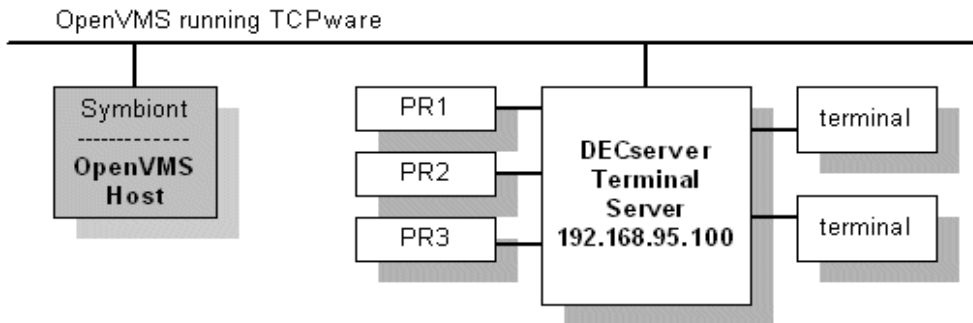 OpenVMS running TCPware
Symbiont
------------
OpenVMS
Host
PR1
PR2
PR3
DECserver
Terminal
Server
192.168.95.100
terminal
terminal